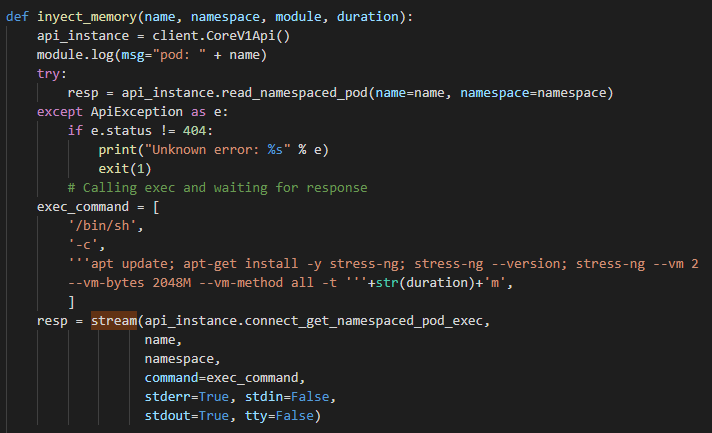 def inyect_memory(name, namespace, module, duration):
    api_instance = client.CoreV1Api()
    module.log(msg="pod: " + name)
    try:
        resp = api_instance.read_namespaced_pod(name=name, namespace=namespace)
    except ApiException as e:
        if e.status != 404:
            print("Unknown error: %s" % e)
            exit(1)
        # Calling exec and waiting for response
    exec_command = [
        '/bin/sh',
        '-c',
        '''apt update; apt-get install -y stress-ng; stress-ng --version; stress-ng --vm 2
        --vm-bytes 2048M --vm-method all -t '''+str(duration)+'m',
        ]
    resp = stream(api_instance.connect_get_namespaced_pod_exec,
                  name,
                  namespace,
                  command=exec_command,
                  stderr=True, stdin=False,
                  stdout=True, tty=False)